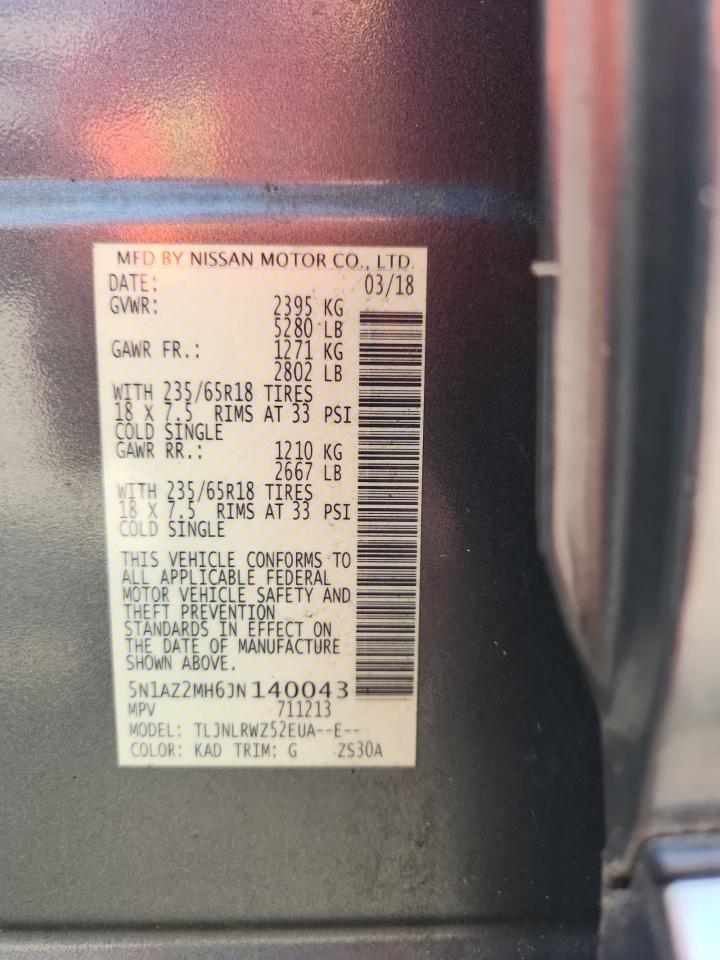 MFD BY NISSAN MOTOR CO., LTD.
DATE: 03/18
GVWR: 2395 KG
5280 LB
GAWR FR.: 1271 KG
2802 LB
WITH 235/65R18 TIRES
18 X 7.5 RIMS AT 33 PSI
COLD SINGLE
GAWR RR.: 1210 KG
2667 LB
WITH 235/65R18 TIRES
18 X 7.5 RIMS AT 33 PSI
COLD SINGLE
THIS VEHICLE CONFORMS TO
ALL APPLICABLE FEDERAL
MOTOR VEHICLE SAFETY AND
THEFT PREVENTION
STANDARDS IN EFFECT ON
THE DATE OF MANUFACTURE
SHOWN ABOVE.
5N1AZ2MH6JN140043
MPV 711213
MODEL: TLJNLRWZ52EUA--E--
COLOR: KAD TRIM: G ZS30A